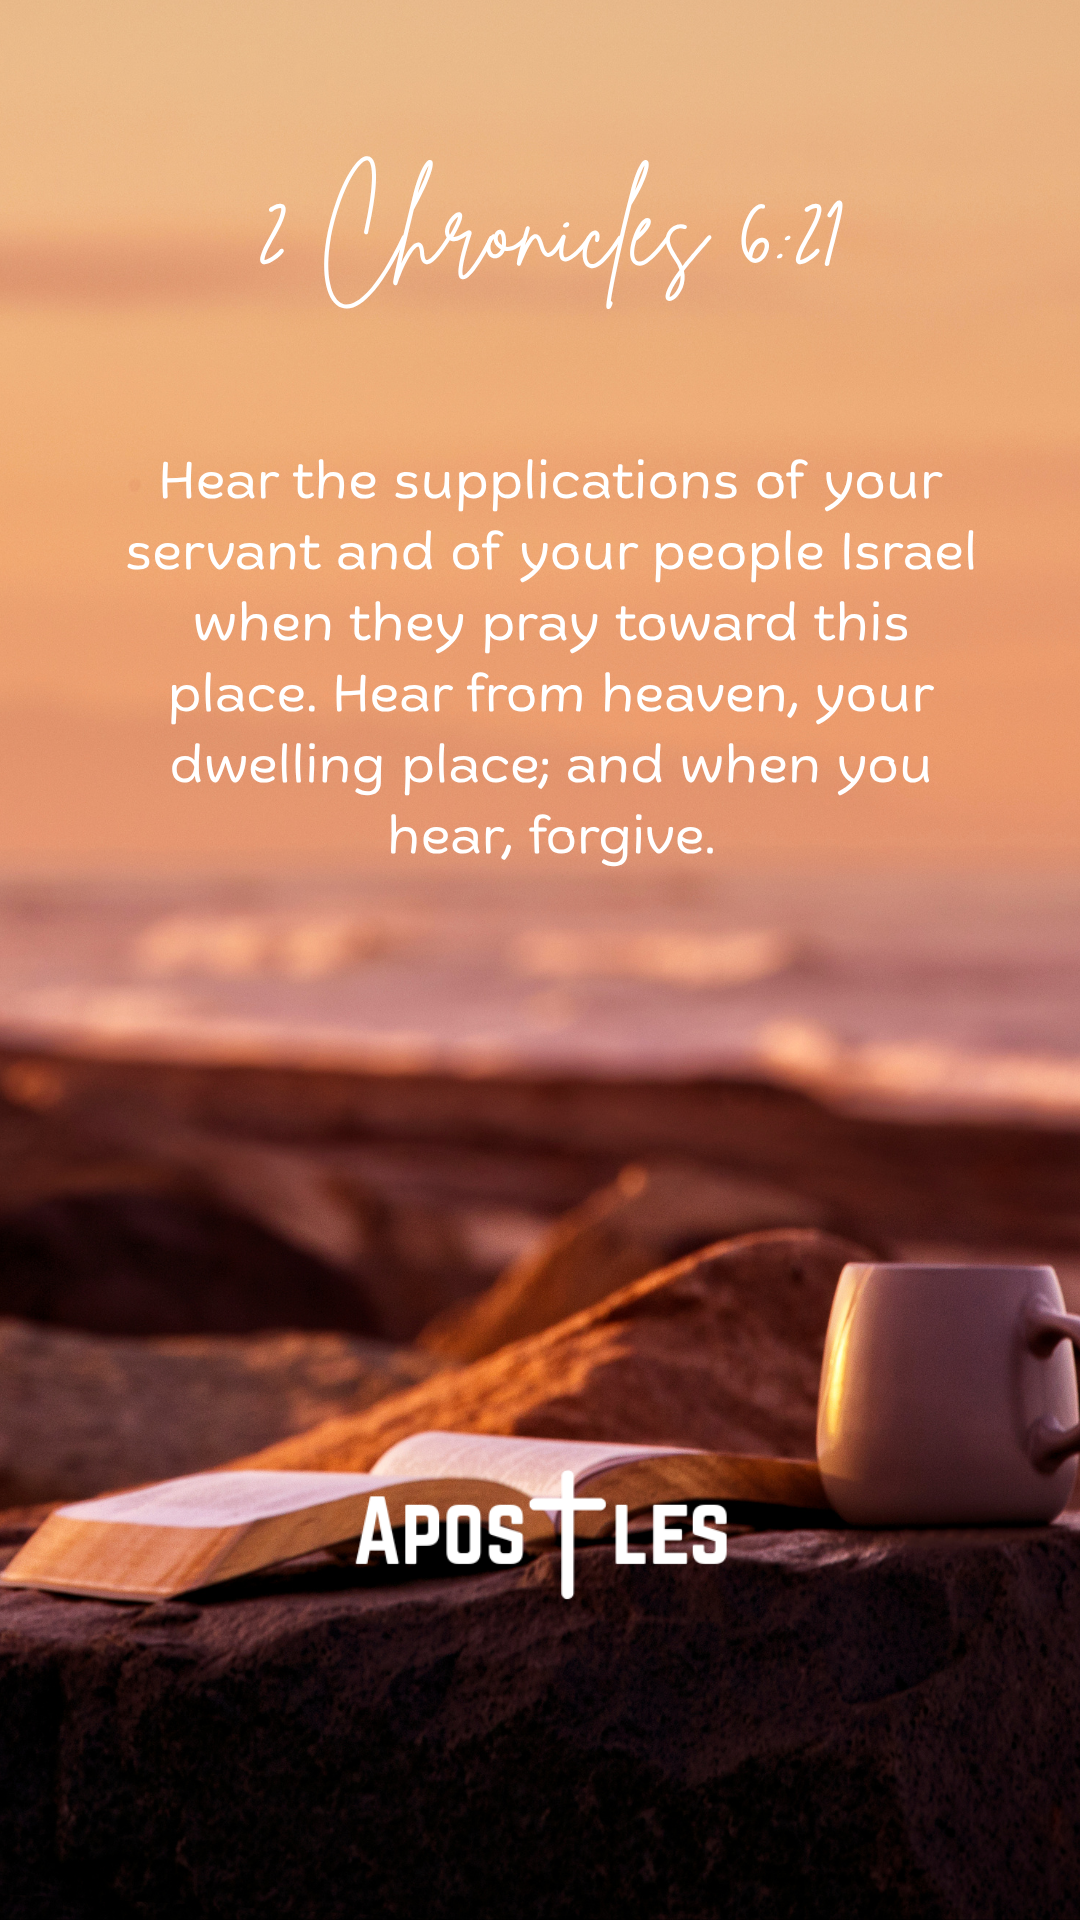 2 Chronicles 6:21
Hear the supplications of your
servant and of your people Israel
when they pray toward this
place. Hear from heaven, your
dwelling place; and when you
hear, forgive.
APOSTLES